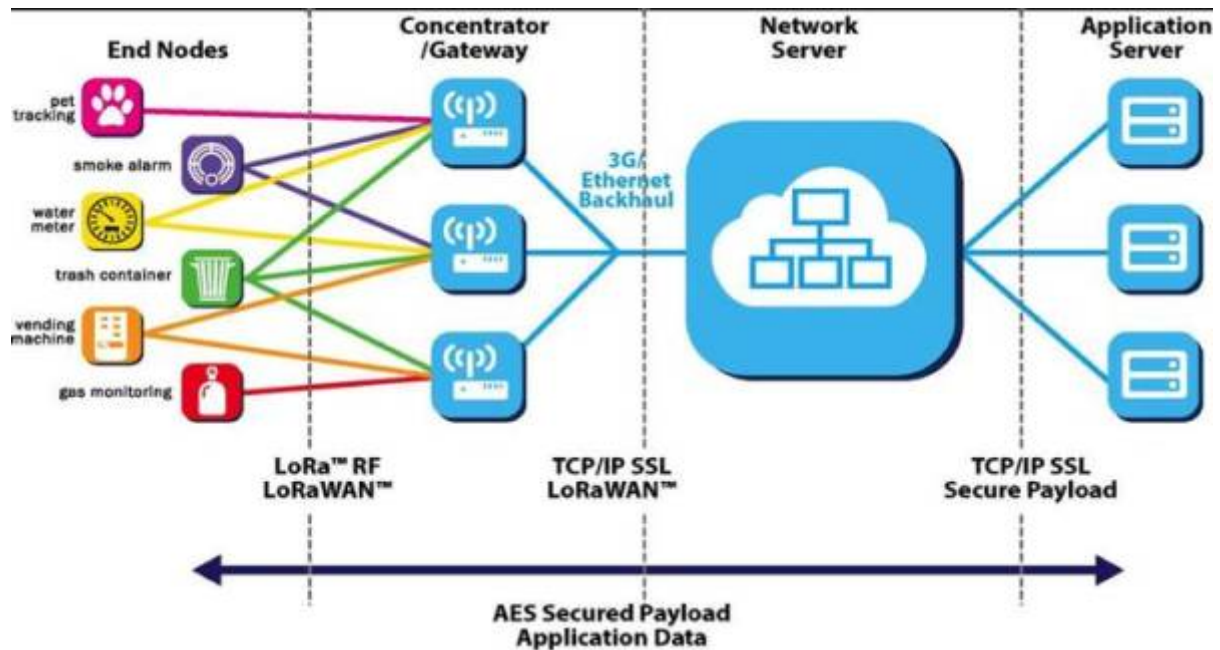 End Nodes
Concentrator
/Gateway
Network
Server
Application
Server
pet
tracking
smoke alarm
water
meter
trash container
vending
machine
gas monitoring
3G/
Ethernet
Backhaul
LoRa™ RF
LoRaWAN™
TCP/IP SSL
LoRaWAN™
TCP/IP SSL
Secure Payload
AES Secured Payload
Application Data